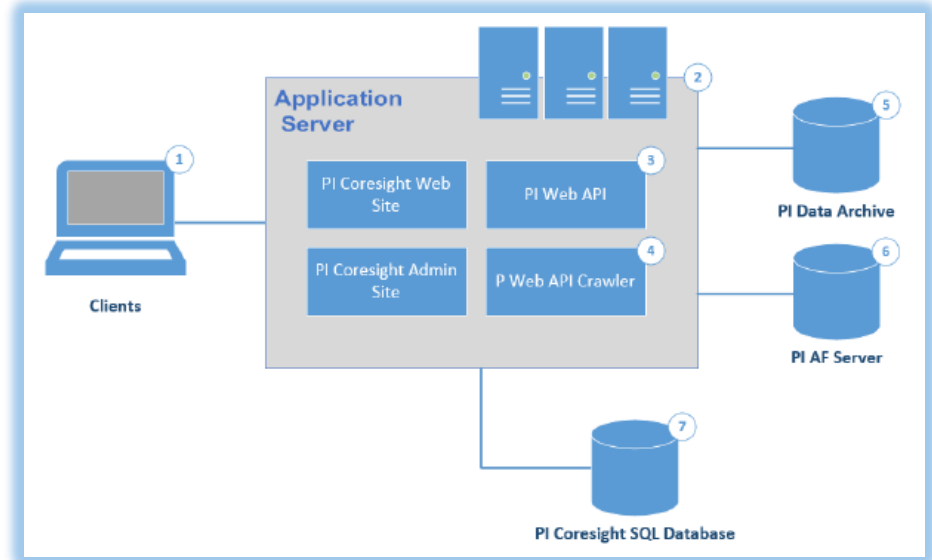 Application
Server
2
1
Clients
PI Coresight Web
Site
3
PI Web API
PI Coresight Admin
Site
4
P Web API Crawler
5
PI Data Archive
6
PI AF Server
7
PI Coresight SQL Database